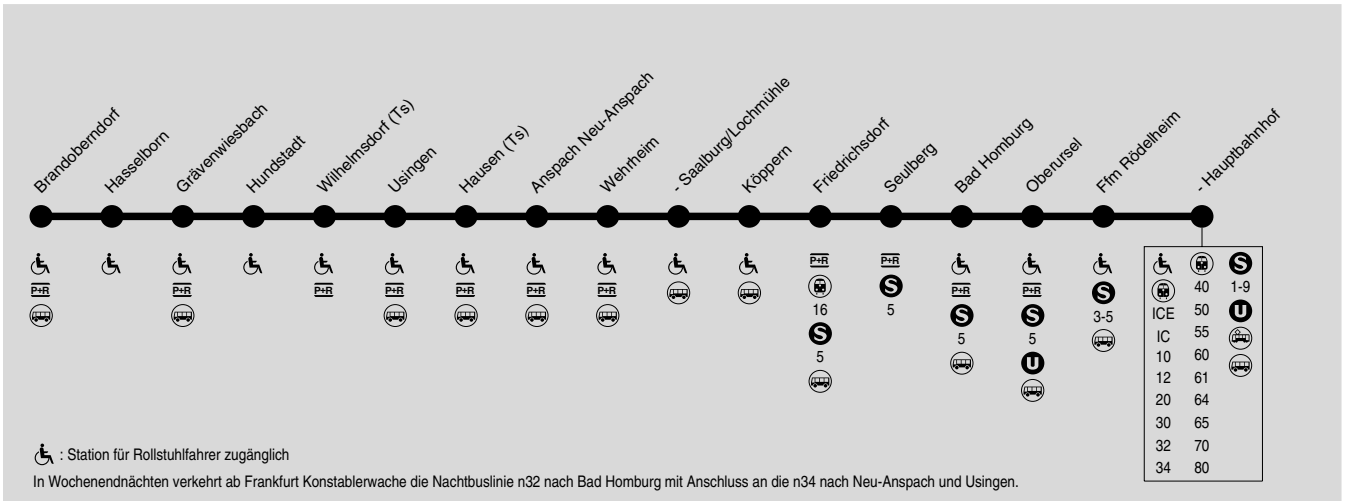 Brandoberndorf
Hasselborn
Grävenwiesbach
Hundstadt
Wilhelmsdorf (Ts)
Usingen
Hausen (Ts)
Anspach Neu-Anspach
Wehrheim
- Saalburg/Lochmühle
Köppern
Friedrichsdorf
Seulberg
Bad Homburg
Oberursel
Ffm Rödelheim
- Hauptbahnhof
P+R
P+R
P+R
P+R
P+R
P+R
P+R
P+R
16
S
5
P+R
S
5
P+R
S
5
P+R
S
5
U
S
3-5
ICE
IC
10
12
20
30
32
34
40
50
55
60
61
64
65
70
80
S
1-9
U
: Station für Rollstuhlfahrer zugänglich
In Wochenendnächten verkehrt ab Frankfurt Konstablerwache die Nachtbuslinie n32 nach Bad Homburg mit Anschluss an die n34 nach Neu-Anspach und Usingen.